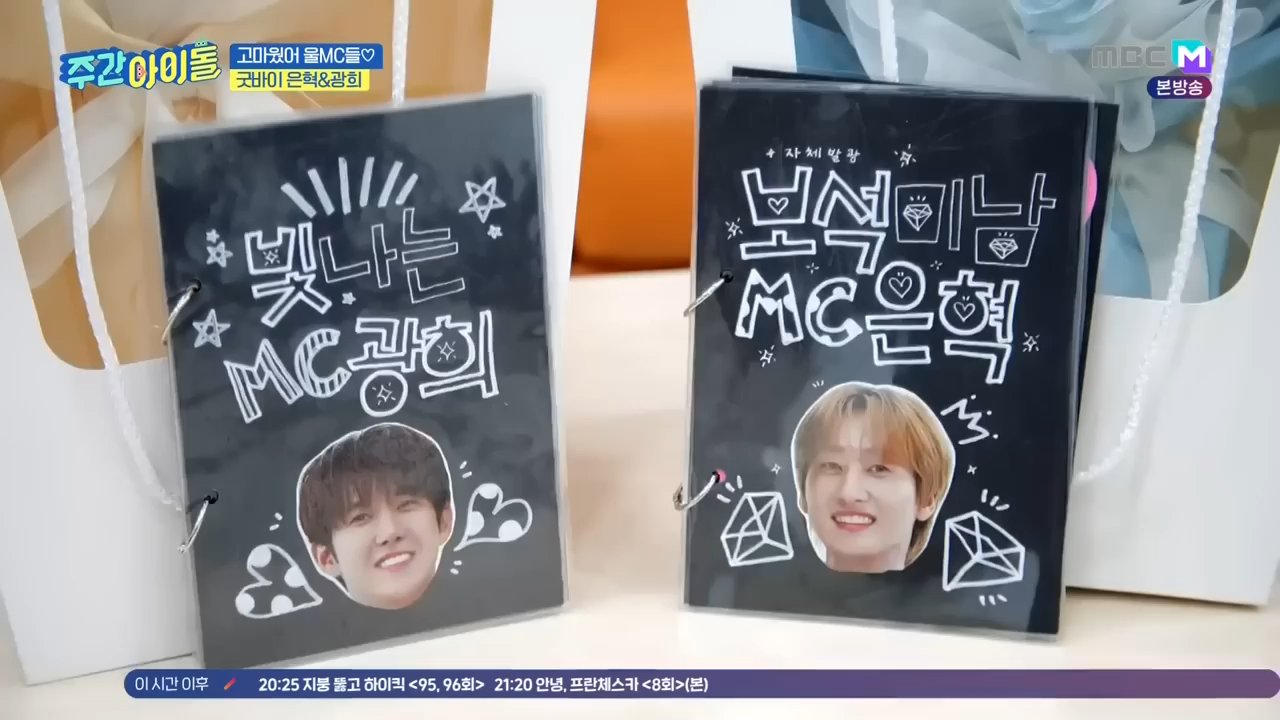 주간아이돌
고마웠어 울MC들♡
굿바이 은혁&광희
MBC M
본방송
빛나는
MC광희
자체발광
보석미남
MC은혁
이 시간 이후 20:25 지붕 뚫고 하이킥 <95, 96회> 21:20 안녕, 프란체스카 <8회>(본)